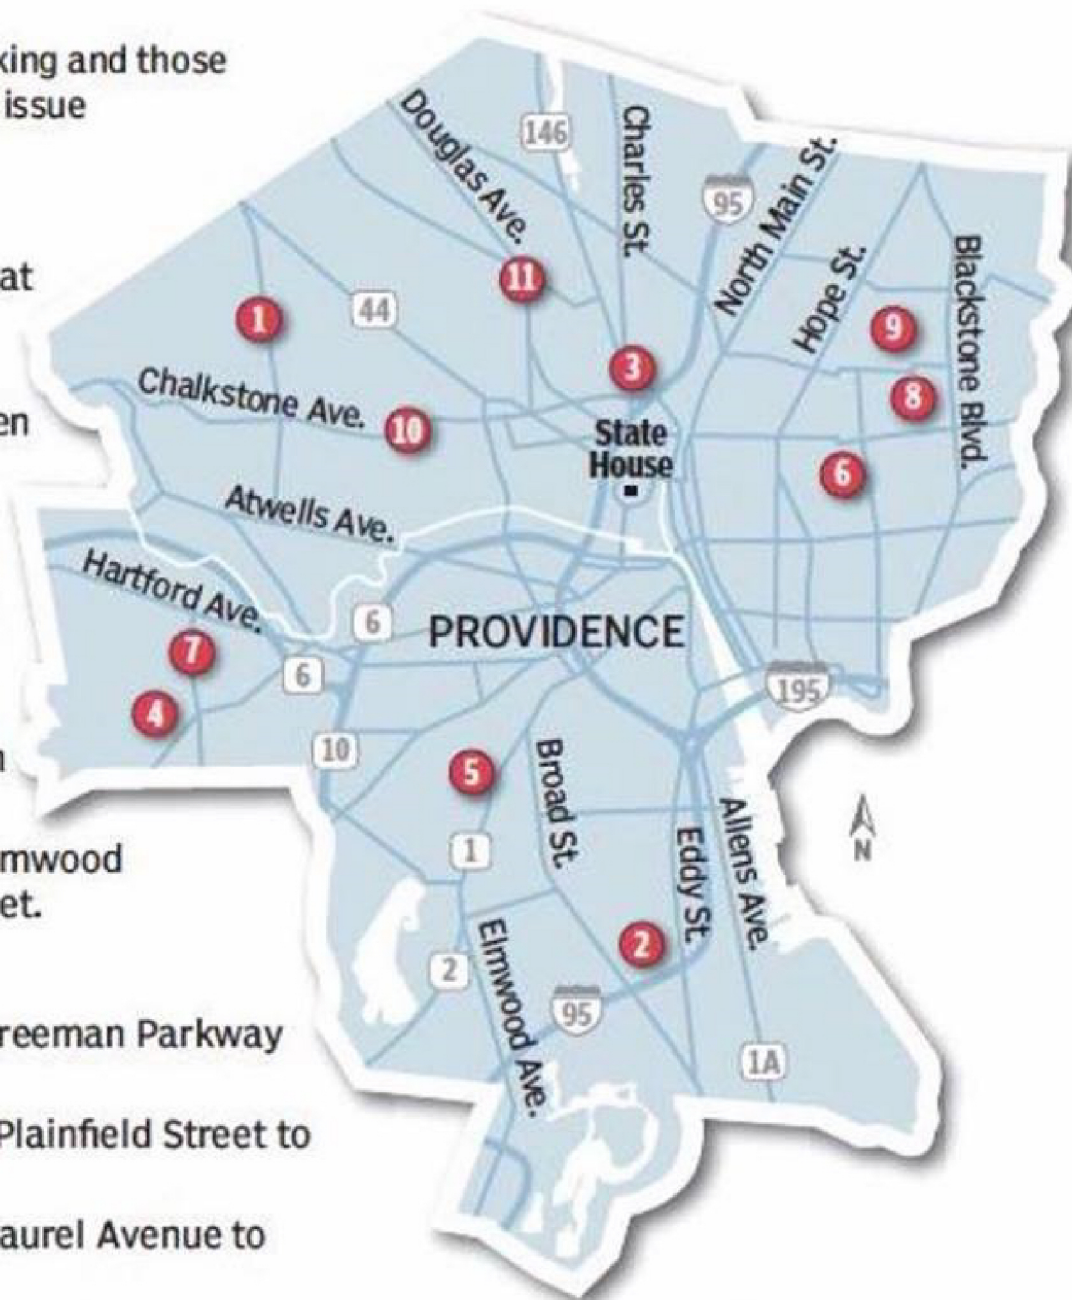 king and those
issue
at
en
n
mwood
et.
reeman Parkway
Plainfield Street to
aurel Avenue to
146
Douglas Ave.
Charles St.
95
North Main St.
Hope St.
Blackstone Blvd.
11
1
44
9
3
8
Chalkstone Ave.
10
State
House
6
Atwells Ave.
Hartford Ave.
6
PROVIDENCE
7
6
195
4
10
5
Broad St.
Allens Ave.
N
1
Eddy St.
2
Elmwood Ave.
2
95
1A